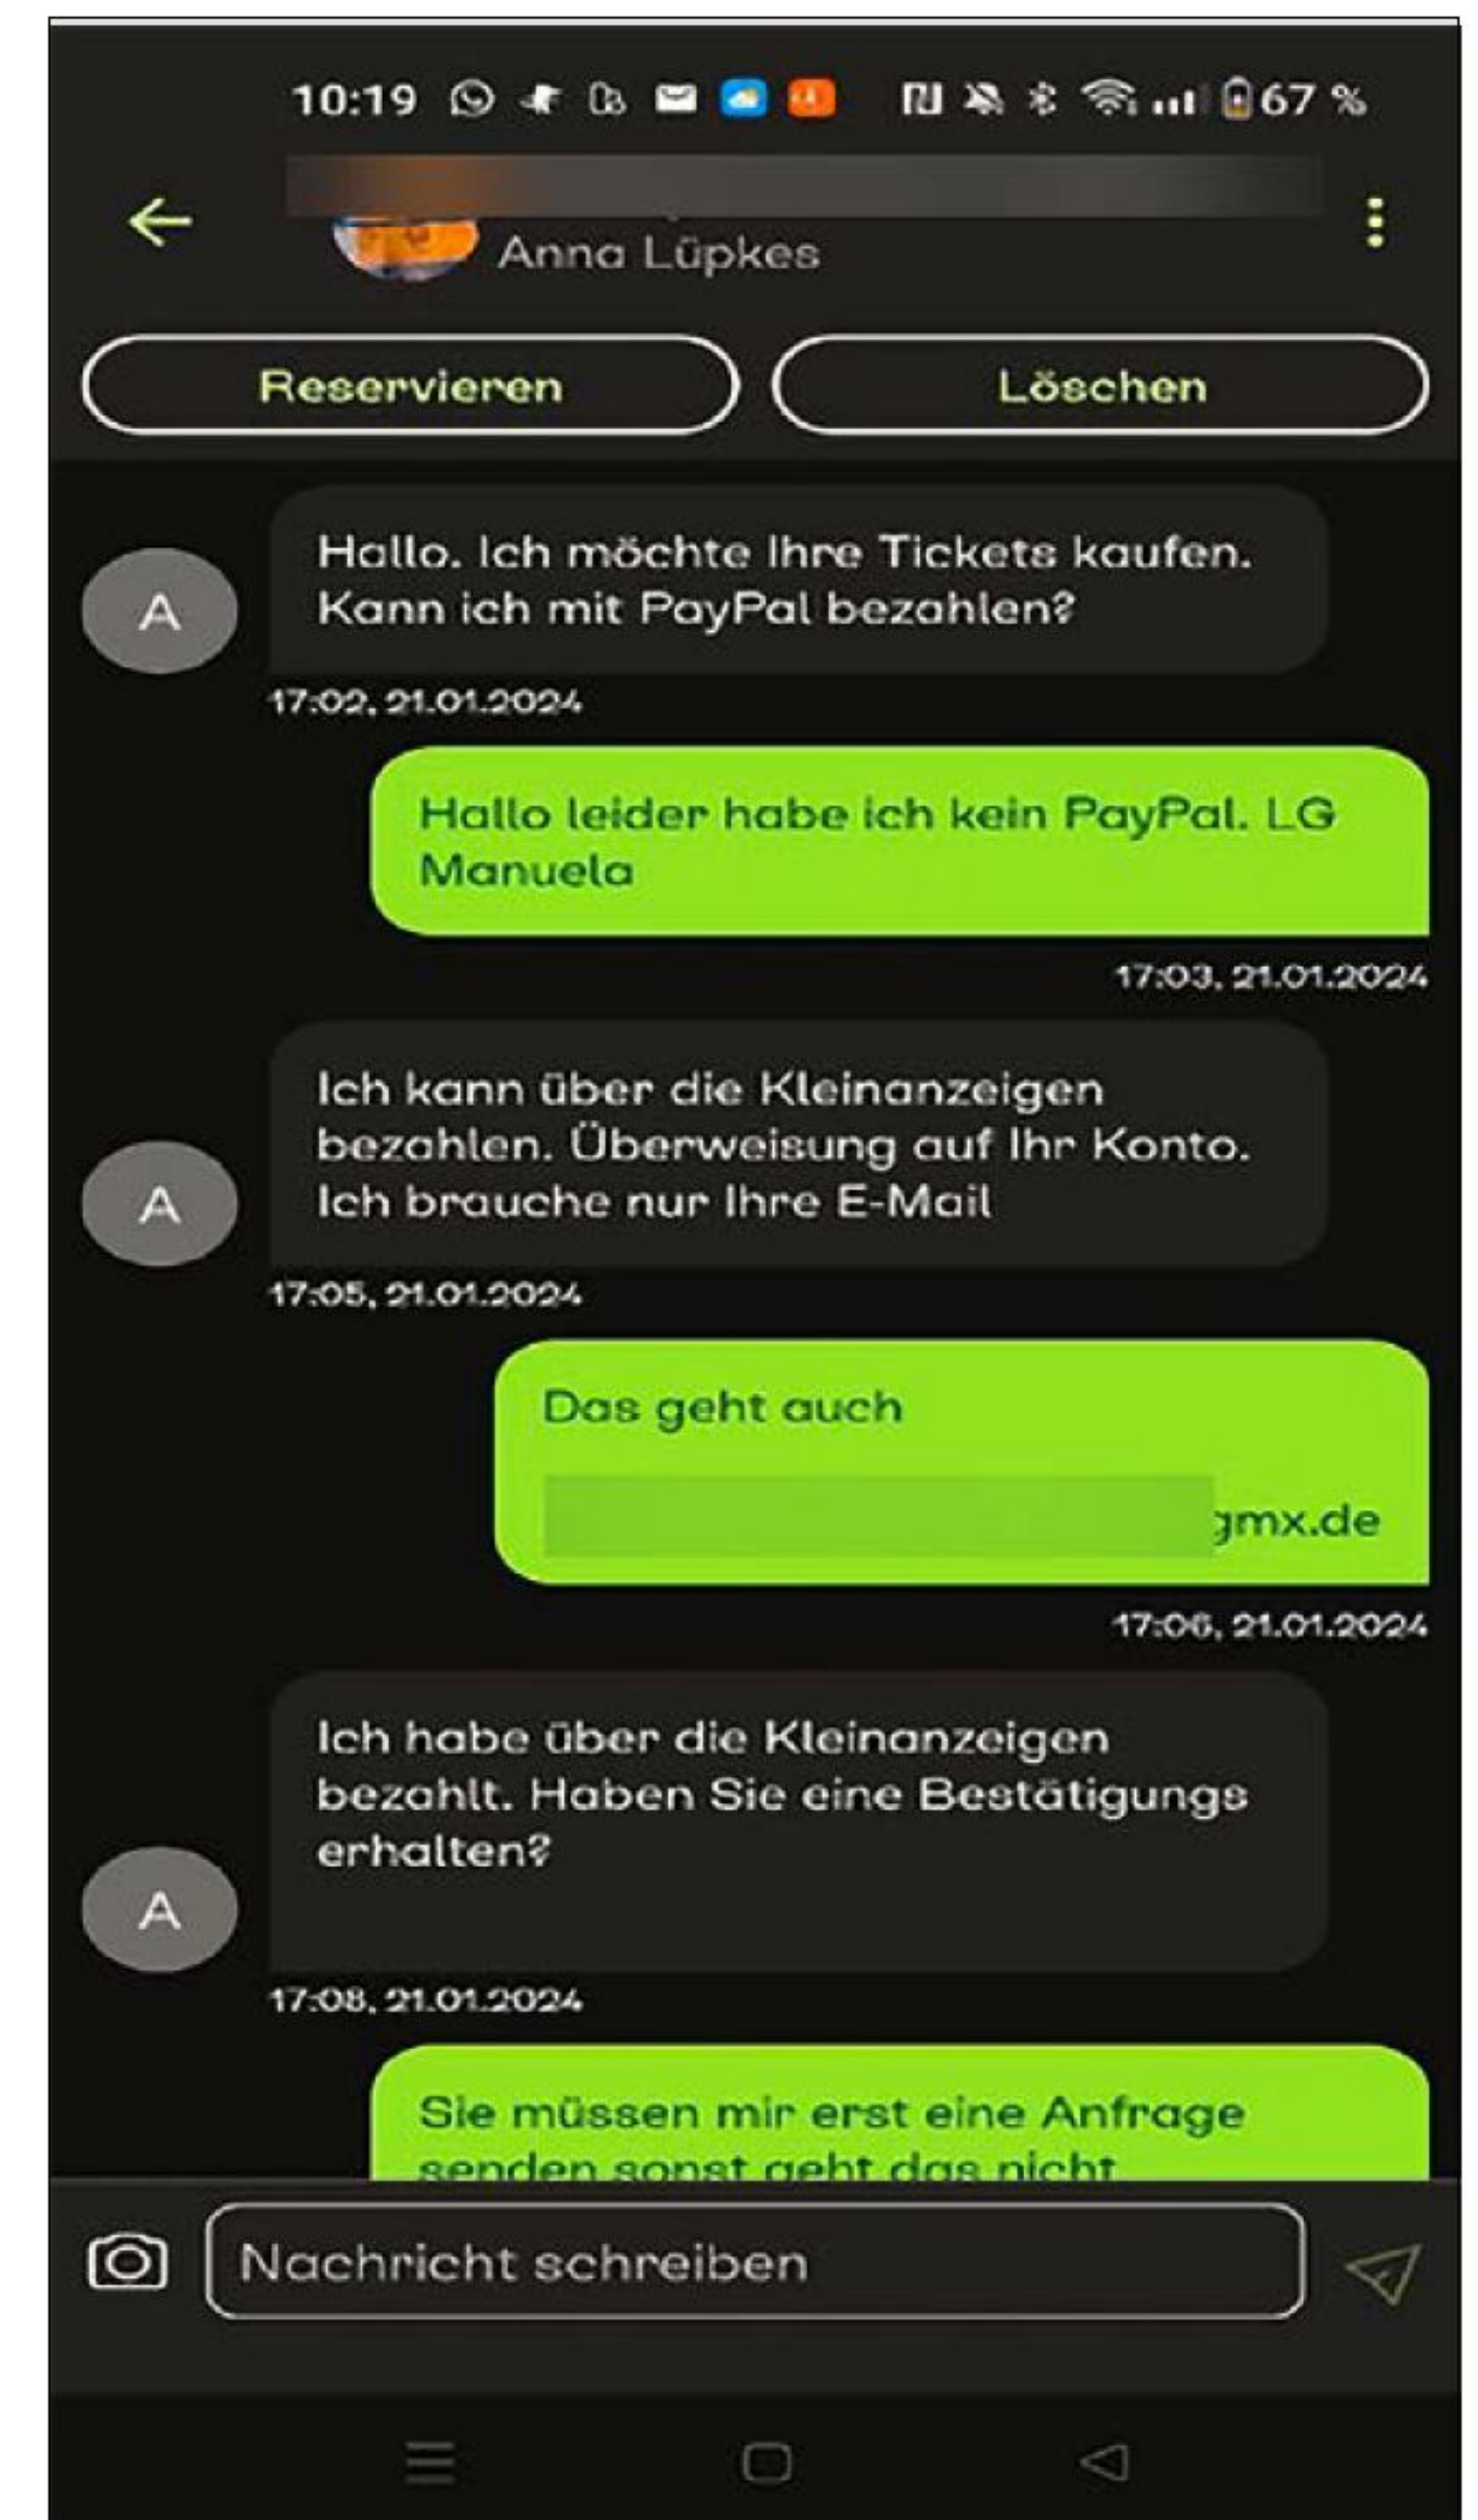 10:19
67 %
Anna Lüpkes
Reservieren
Löschen
Hallo. Ich möchte Ihre Tickets kaufen.
Kann ich mit PayPal bezahlen?
A
17:02, 21.01.2024
Hallo leider habe ich kein PayPal. LG
Manuela
17:03, 21.01.2024
Ich kann über die Kleinanzeigen
bezahlen. Überweisung auf Ihr Konto.
Ich brauche nur Ihre E-Mail
A
17:05, 21.01.2024
Das geht auch
gmx.de
17:06, 21.01.2024
Ich habe über die Kleinanzeigen
bezahlt. Haben Sie eine Bestätigungs
erhalten?
A
17:08, 21.01.2024
Sie müssen mir erst eine Anfrage
senden sonst geht das nicht
Nachricht schreiben